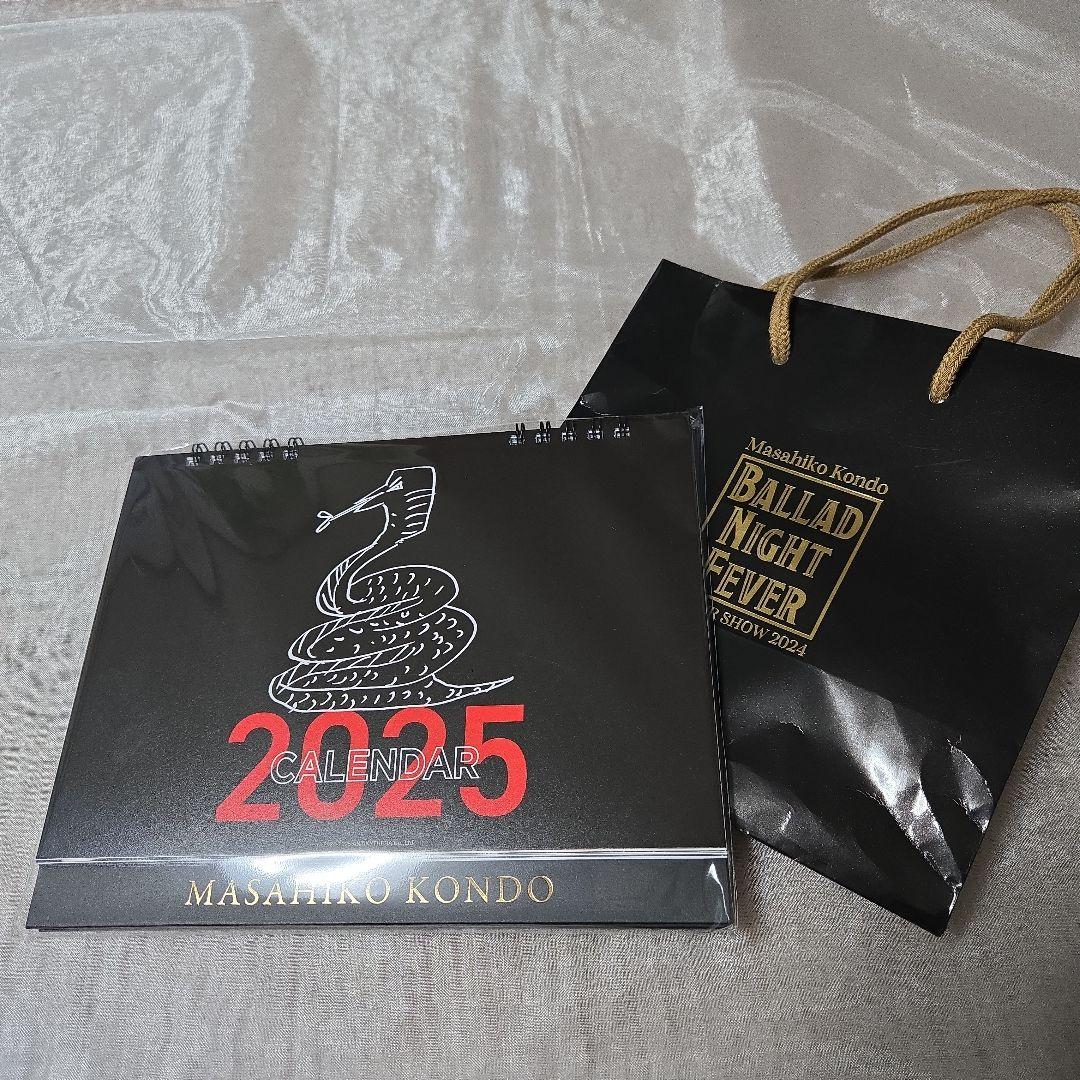 2025
CALENDAR
MASAHIKO KONDO
Masahiko Kondo
BALLAD
NIGHT
FEVER
SHOW 2024